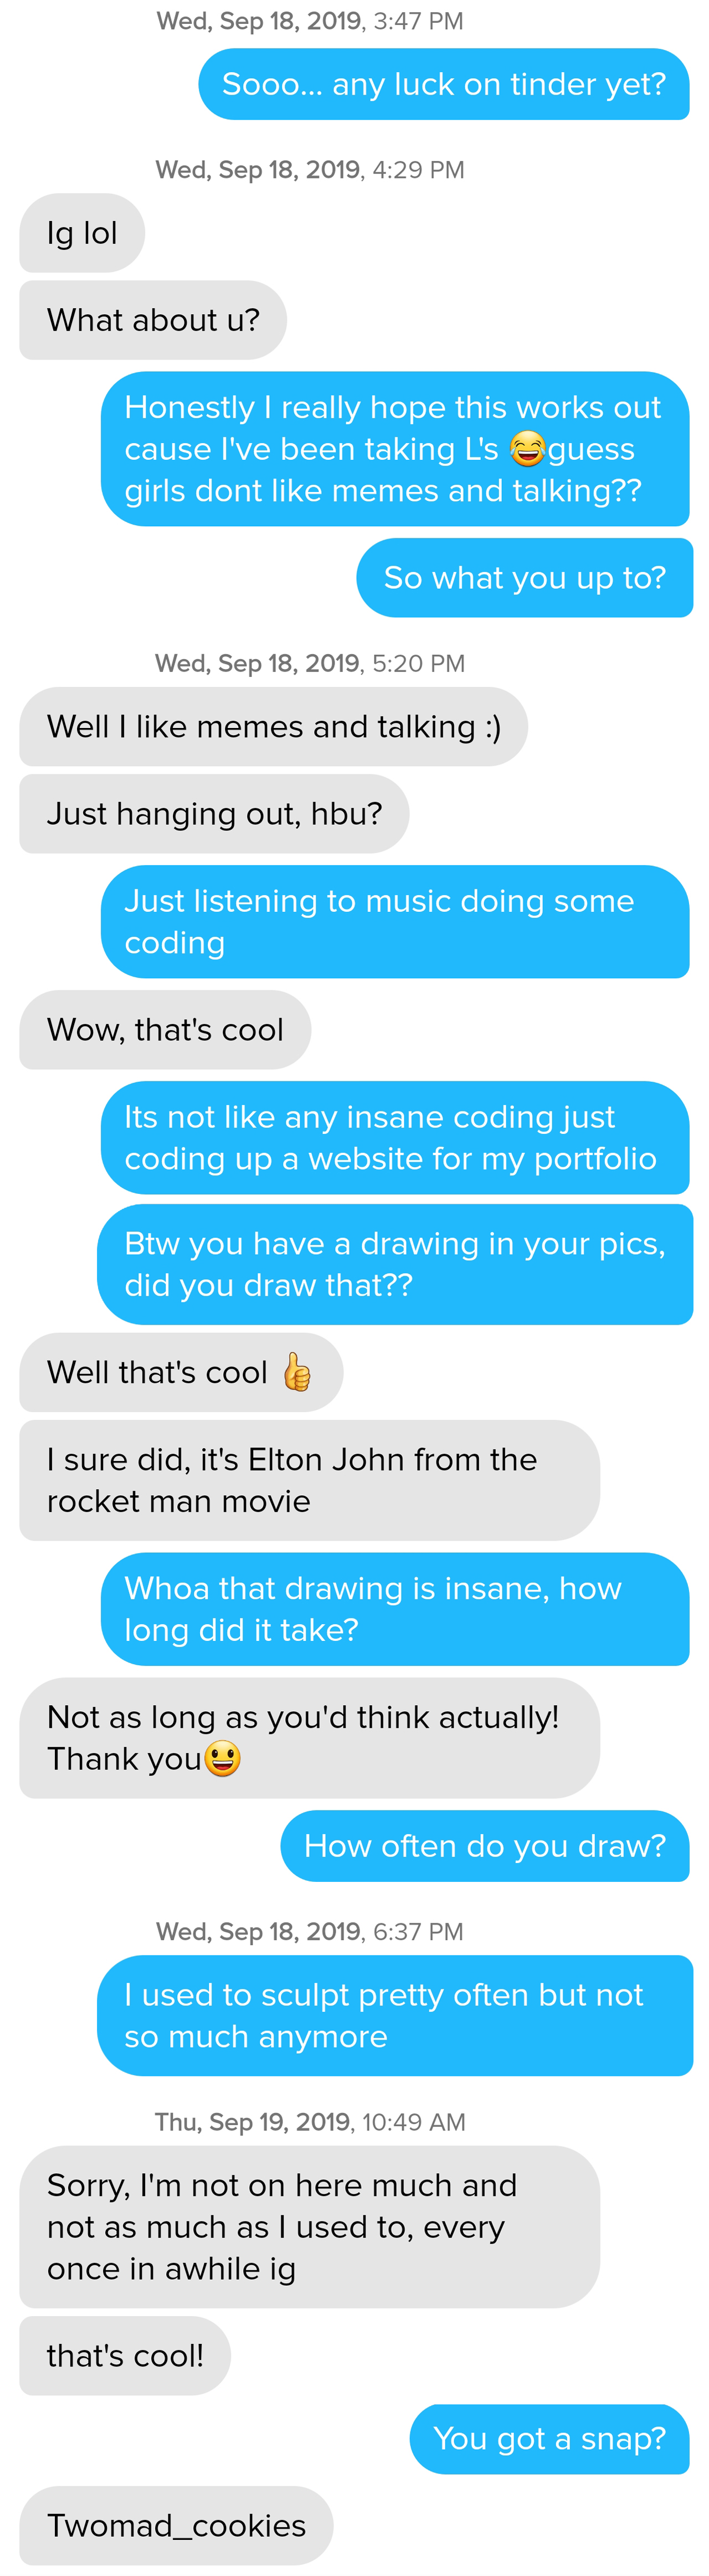 Wed, Sep 18, 2019, 3:47 PM
Sooo... any luck on tinder yet?
Wed, Sep 18, 2019, 4:29 PM
Ig lol
What about u?
Honestly I really hope this works out
cause I've been taking L's 😂guess
girls dont like memes and talking??
So what you up to?
Wed, Sep 18, 2019, 5:20 PM
Well I like memes and talking :)
Just hanging out, hbu?
Just listening to music doing some
coding
Wow, that's cool
Its not like any insane coding just
coding up a website for my portfolio
Btw you have a drawing in your pics,
did you draw that??
Well that's cool 👍
I sure did, it's Elton John from the
rocket man movie
Whoa that drawing is insane, how
long did it take?
Not as long as you'd think actually!
Thank you😃
How often do you draw?
Wed, Sep 18, 2019, 6:37 PM
I used to sculpt pretty often but not
so much anymore
Thu, Sep 19, 2019, 10:49 AM
Sorry, I'm not on here much and
not as much as I used to, every
once in awhile ig
that's cool!
You got a snap?
Twomad_cookies